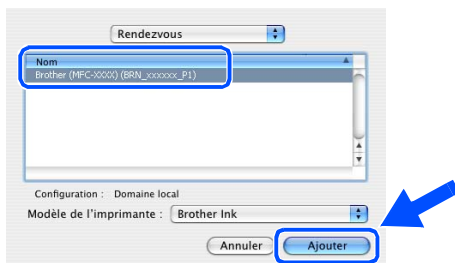 Rendezvous
Nom
Brother (MFC-XXXX) (BRN_xxxxxx_P1)
Configuration : Domaine local
Modèle de l'imprimante : Brother Ink
Annuler Ajouter